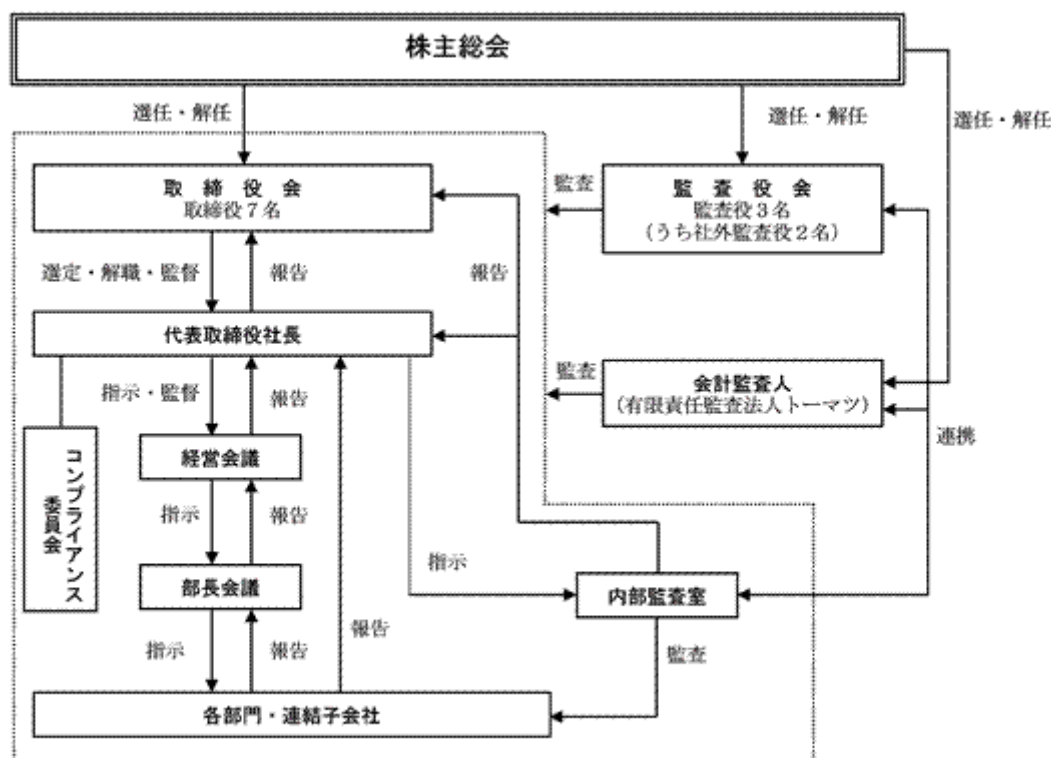 株主総会
選任・解任
選任・解任
選任・解任
取締役会
取締役7名
監査
監査役会
監査役3名
(うち社外監査役2名)
選定・解職・監督
報告
報告
代表取締役社長
監査
会計監査人
(有限責任監査法人トーマツ)
指示・監督
報告
連携
コンプライアンス
委員会
経営会議
指示
報告
指示
部長会議
内部監査室
報告
指示
報告
監査
各部門・連結子会社